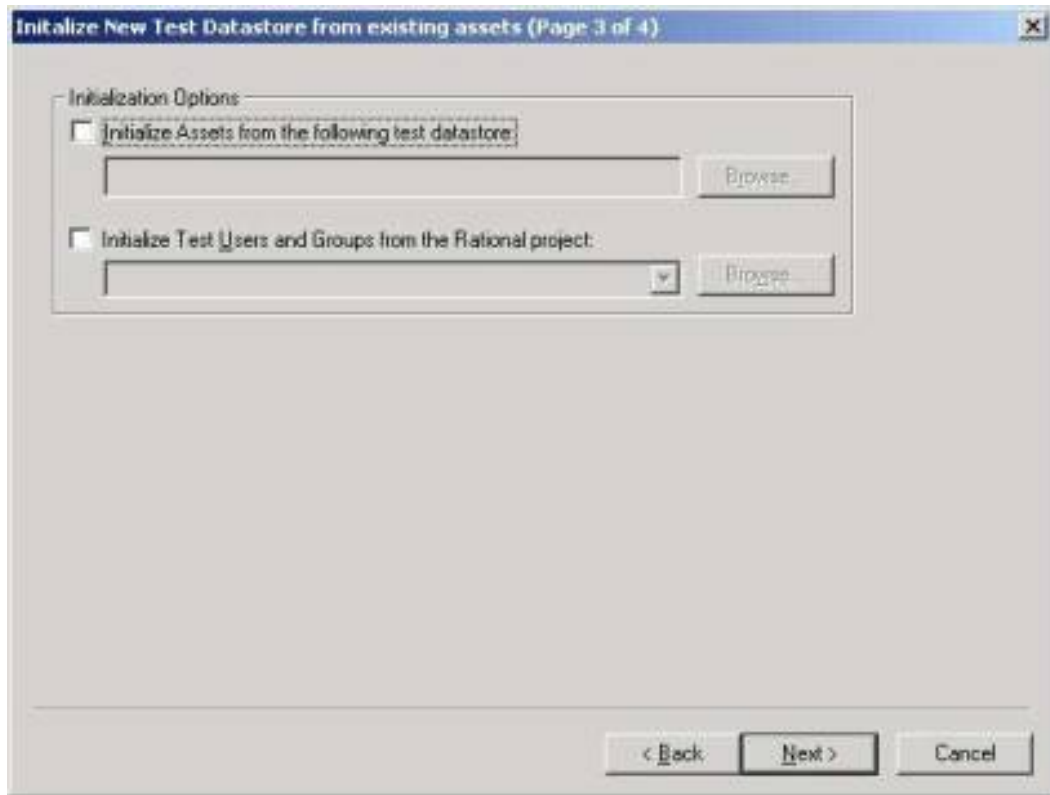 Initalize New Test Datastore from existing assets (Page 3 of 4)
Initialization Options
Initialize Assets from the following test datastore:
Browse...
Initialize Test Users and Groups from the Rational project:
Browse...
< Back
Next >
Cancel